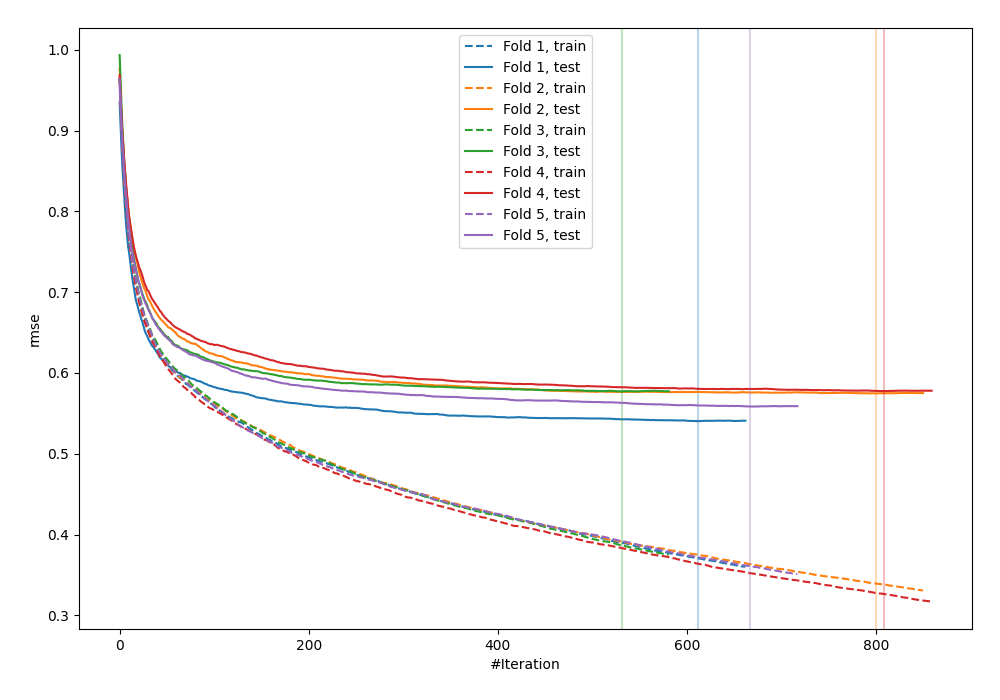 1.0
0.9
0.8
0.7
0.6
0.5
0.4
0.3
rmse
Fold 1, train
Fold 1, test
Fold 2, train
Fold 2, test
Fold 3, train
Fold 3, test
Fold 4, train
Fold 4, test
Fold 5, train
Fold 5, test
0
200
400
600
800
#Iteration